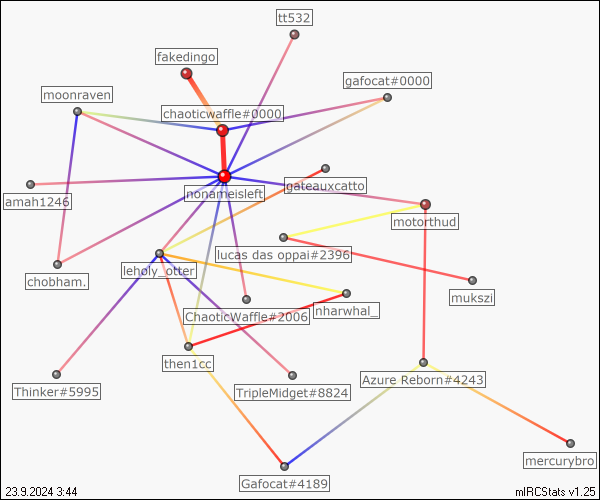 tt532
fakedingo
gafocat#0000
moonraven
chaoticwaffle#0000
gateauxcatto
nonameisleft
amah1246
motorthud
lucas das oppai#2396
leholy_otter
chobham.
mukszi
nharwhal_
ChaoticWaffle#2006
then1cc
Azure Reborn#4243
Thinker#5995
TripleMidget#8824
mercurybro
Gafocat#4189
23.9.2024 3:44
mIRCStats v1.25